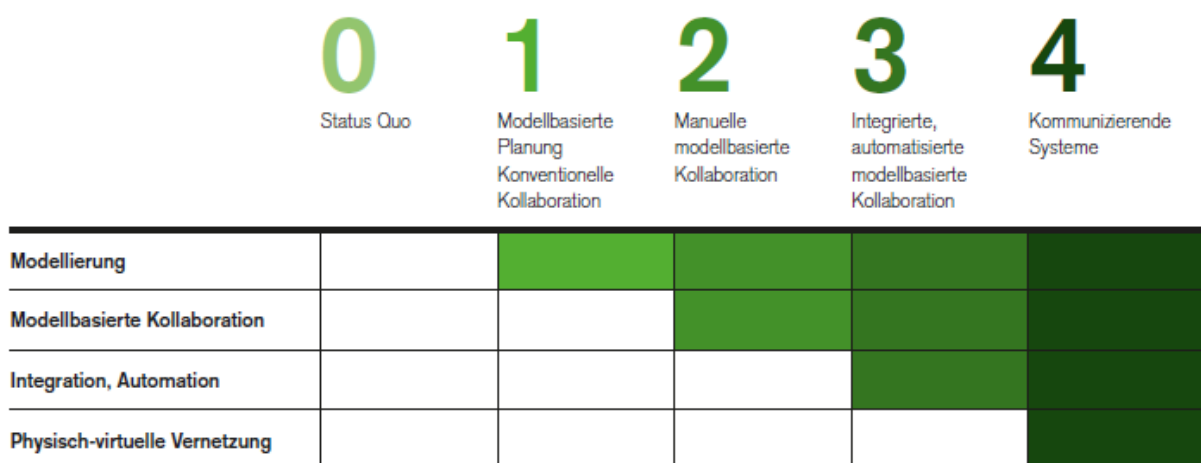 0
1
2
3
4
Status Quo
Modellbasierte
Planung
Konventionelle
Kollaboration
Manuelle
modellbasierte
Kollaboration
Integrierte,
automatisierte
modellbasierte
Kollaboration
Kommunizierende
Systeme
Modellierung
Modellbasierte Kollaboration
Integration, Automation
Physisch-virtuelle Vernetzung